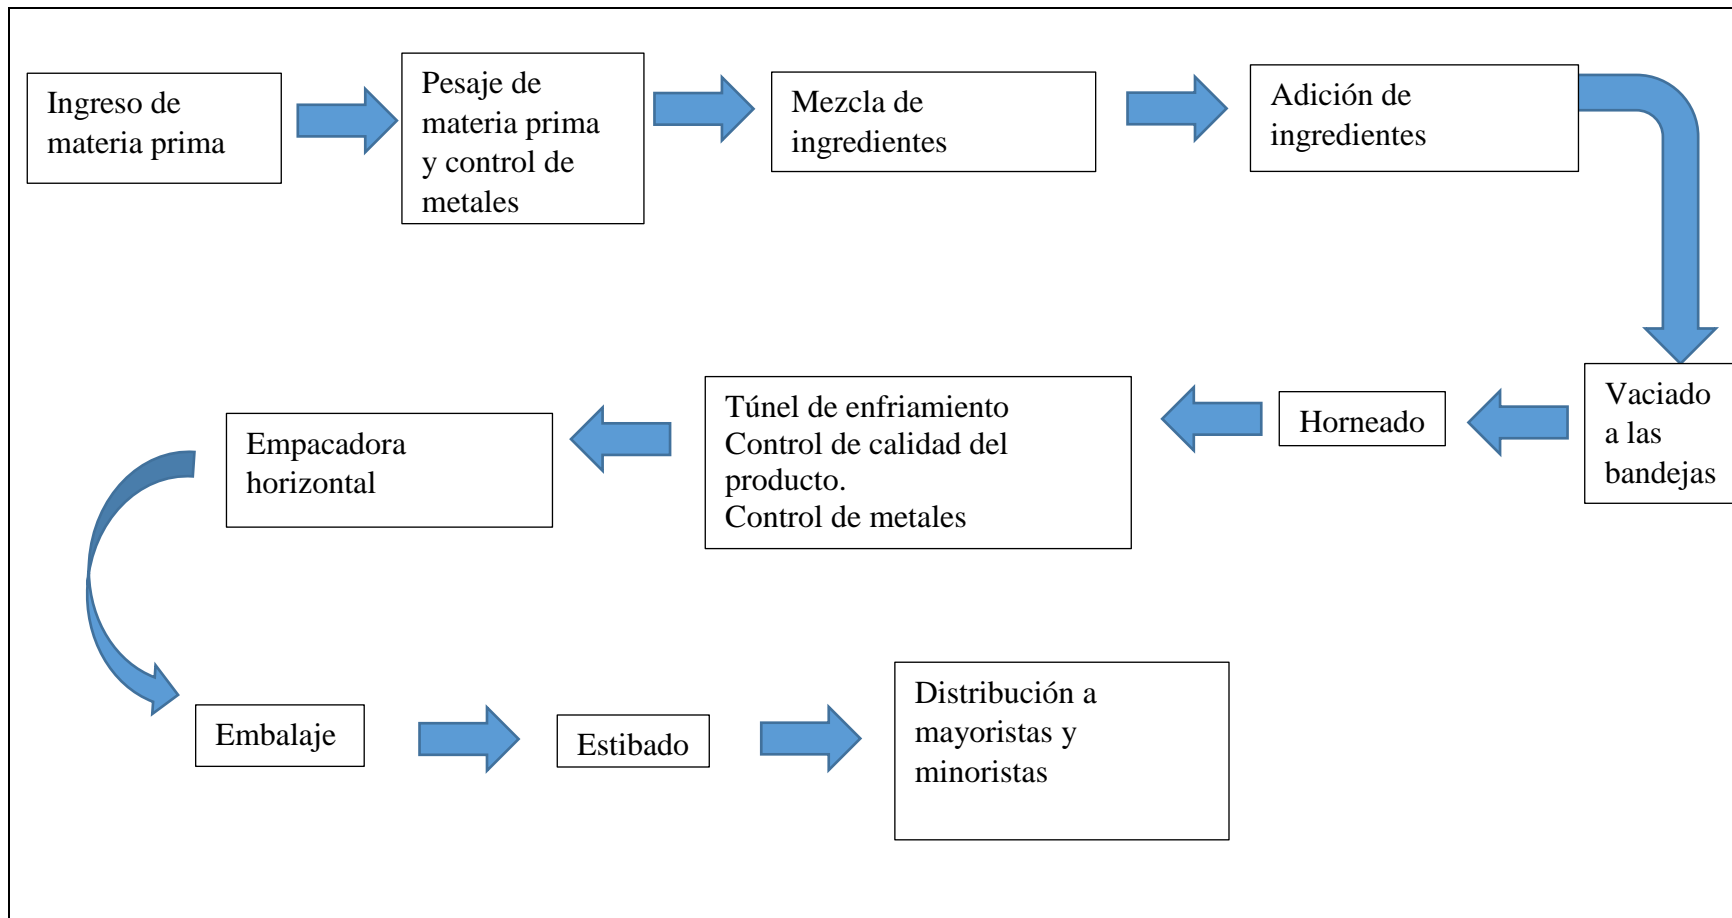 Ingreso de
materia prima
Pesaje de
materia prima
y control de
metales
Mezcla de
ingredientes
Adición de
ingredientes
Vaciado
a las
bandejas
Horneado
Túnel de enfriamiento
Control de calidad del
producto.
Control de metales
Empacadora
horizontal
Embalaje
Estibado
Distribución a
mayoristas y
minoristas